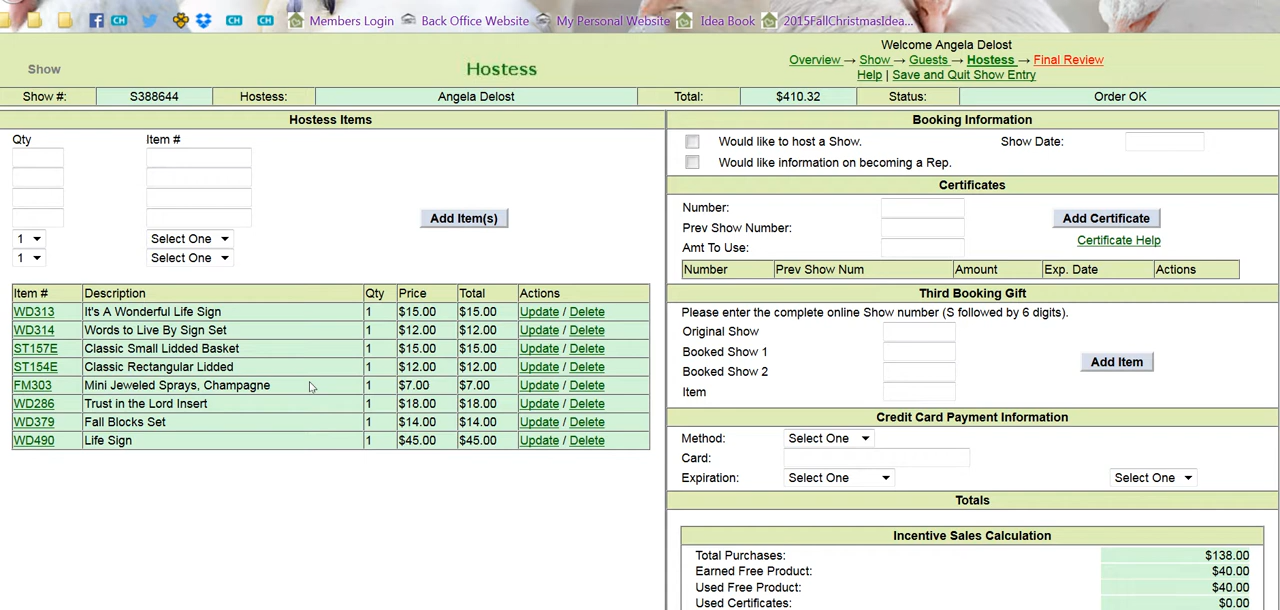 Members Login Back Office Website My Personal Website Idea Book 2015FallChristmasIdea...
Welcome Angela Delost
Show Hostess Overview → Show → Guests → Hostess → Final Review
Help | Save and Quit Show Entry
Show #: S388644 Hostess: Angela Delost Total: $410.32 Status: Order OK
Hostess Items
Qty Item #
Add Item(s)
1 Select One
1 Select One
Item # Description Qty Price Total Actions
WD313 It's A Wonderful Life Sign 1 $15.00 $15.00 Update / Delete
WD314 Words to Live By Sign Set 1 $12.00 $12.00 Update / Delete
ST157E Classic Small Lidded Basket 1 $15.00 $15.00 Update / Delete
ST154E Classic Rectangular Lidded 1 $12.00 $12.00 Update / Delete
FM303 Mini Jeweled Sprays, Champagne 1 $7.00 $7.00 Update / Delete
WD286 Trust in the Lord Insert 1 $18.00 $18.00 Update / Delete
WD379 Fall Blocks Set 1 $14.00 $14.00 Update / Delete
WD490 Life Sign 1 $45.00 $45.00 Update / Delete
Booking Information
Would like to host a Show. Show Date:
Would like information on becoming a Rep.
Certificates
Number:
Prev Show Number: Add Certificate
Amt To Use: Certificate Help
Number Prev Show Num Amount Exp. Date Actions
Third Booking Gift
Please enter the complete online Show number (S followed by 6 digits).
Original Show
Booked Show 1
Booked Show 2 Add Item
Item
Credit Card Payment Information
Method: Select One
Card:
Expiration: Select One Select One
Totals
Incentive Sales Calculation
Total Purchases: $138.00
Earned Free Product: $40.00
Used Free Product: $40.00
Used Certificates: $0.00